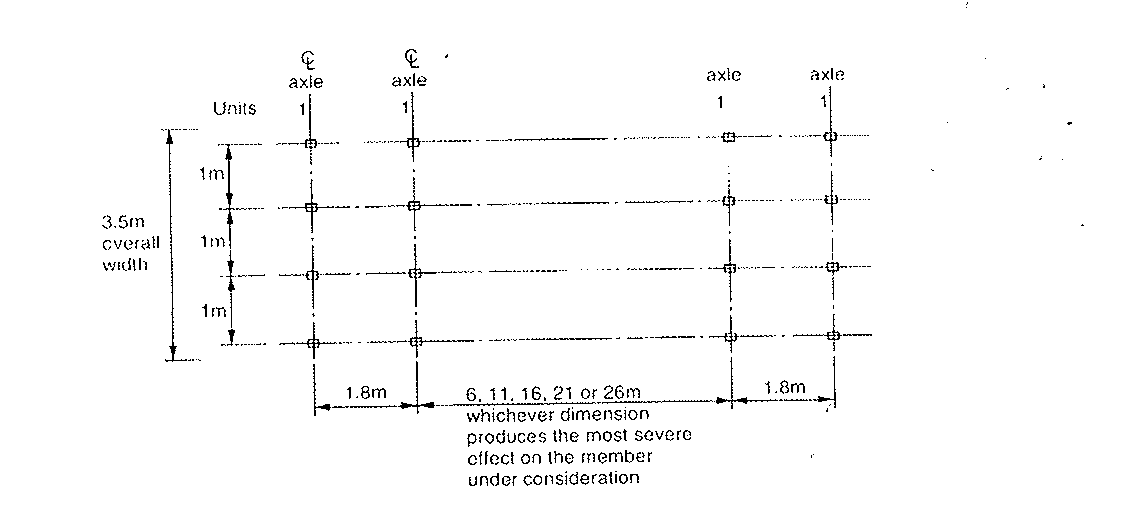 ℄ ℄
axle axle axle axle
Units 1 1 1 1
1m
3.5m
overall
width
1m
1m
1.8m 6, 11, 16, 21 or 26m 1.8m
whichever dimension
produces the most severe
effect on the member
under consideration